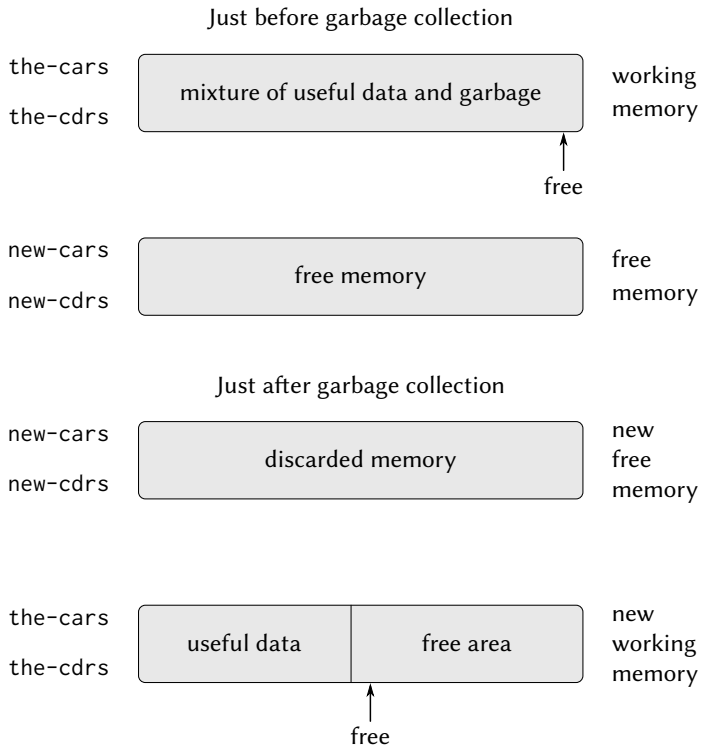 Just before garbage collection
the-cars
the-cdrs
mixture of useful data and garbage
working
memory
free
new-cars
new-cdrs
free memory
free
memory
Just after garbage collection
new-cars
new-cdrs
discarded memory
new
free
memory
the-cars
the-cdrs
useful data
free area
new
working
memory
free